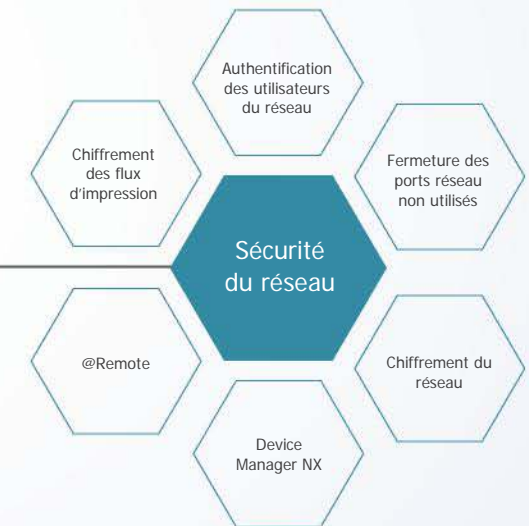 Authentification
des utilisateurs
du réseau
Chiffrement
des flux
d'impression
Fermeture des
ports réseau
non utilisés
Sécurité
du réseau
@Remote
Chiffrement du
réseau
Device
Manager NX